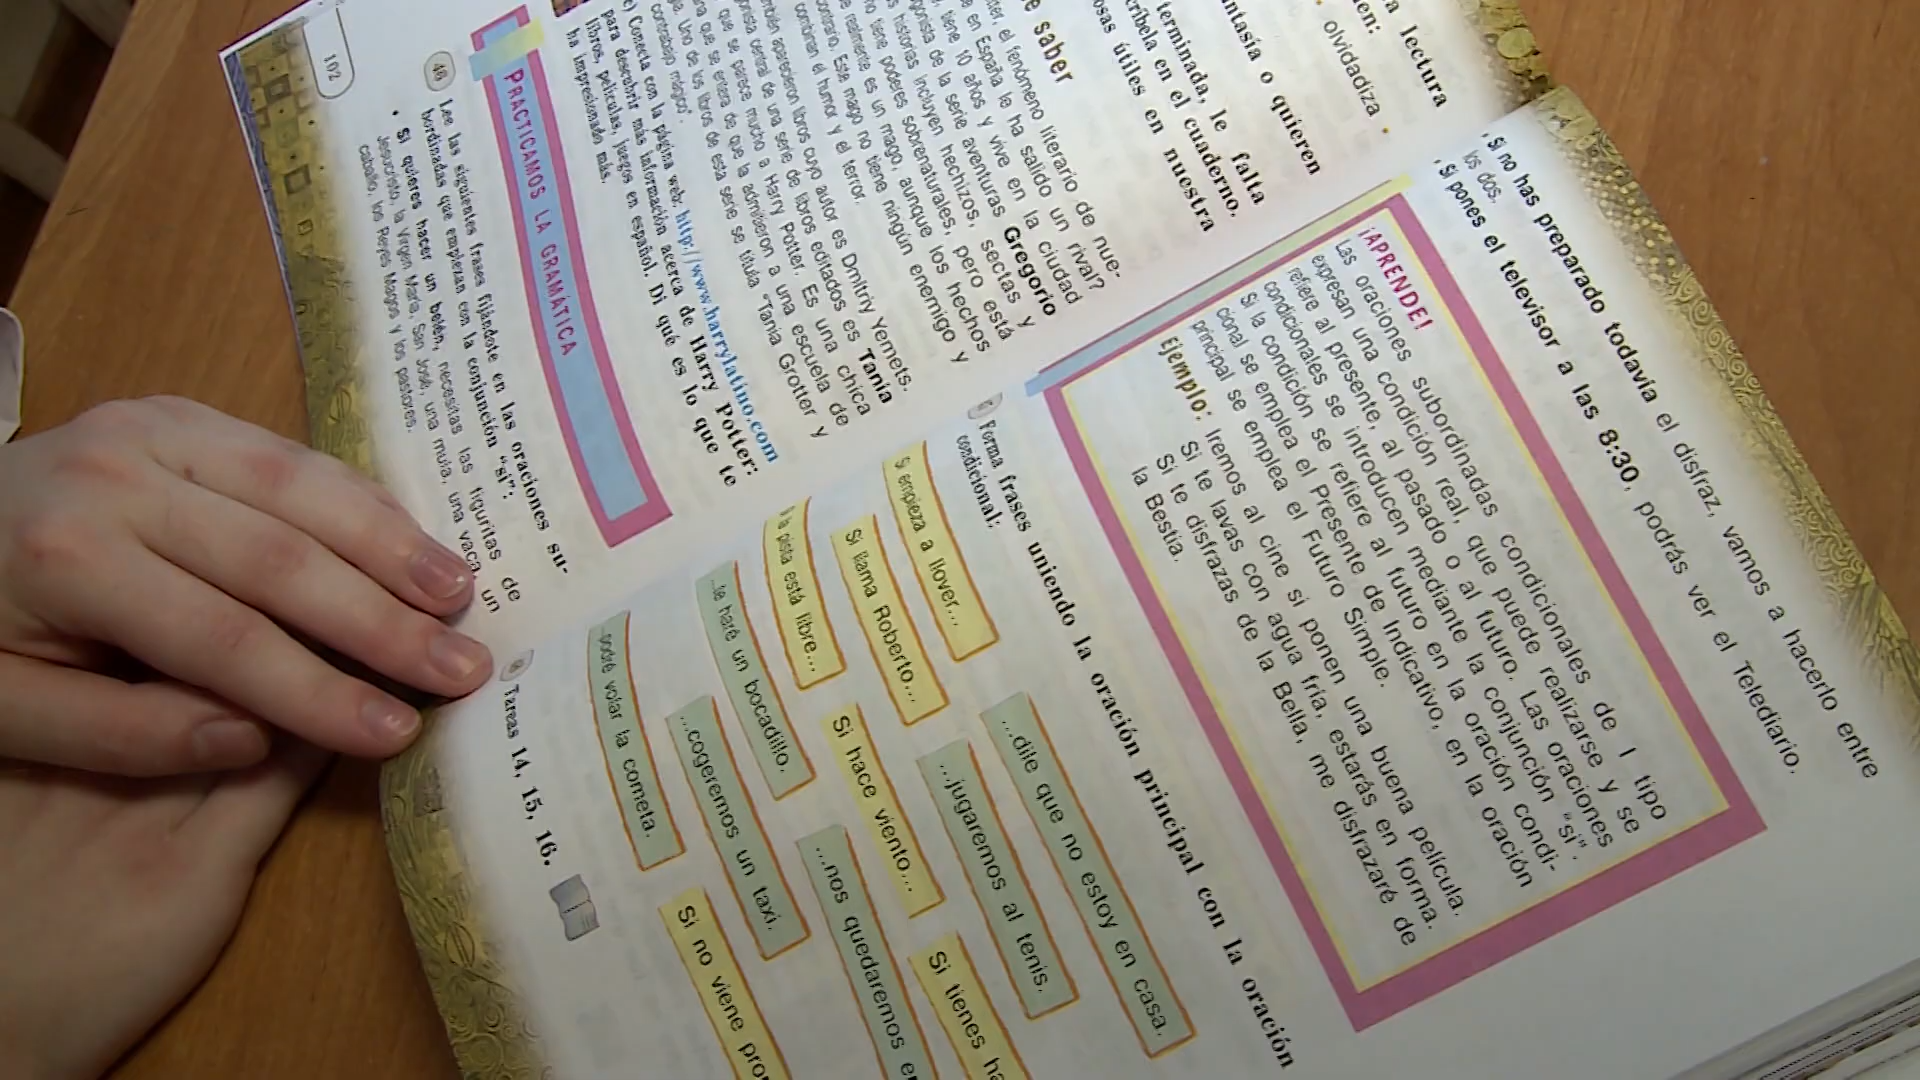 a lectura
en:
olvidadiza
ntasía o quieren
terminada, le falta
críbela en el cuaderno.
osas útiles en nuestra
e saber
el fenómeno literario de nue-
en España le ha salido un rival?
tiene 10 años y vive en la ciudad
de la serie aventuras Gregorio
historias incluyen hechizos, sectas y
tiene poderes sobrenaturales, pero está
realmente es un mago, aunque los hechos
contrario. Este mago no tiene ningún enemigo y
combinan el humor y el terror.
también aparecieron libros cuyo autor es Dmitriy Yemets.
central de una serie de libros editados es Tania
que se parece mucho a Harry Potter. Es una chica
que se entera de que la admitieron a una escuela de
Uno de los libros de esta serie se titula "Tania Grotter y
contrabajo mágico".
e) Conecta con la página web: http://www.harrylatino.com
para descubrir más información acerca de Harry Potter:
libros, películas, juegos en español. Di qué es lo que te
ha impresionado más.
PRACTICAMOS LA GRAMÁTICA
46 Lee las siguientes frases fijándote en las oraciones su-
bordinadas que empiezan con la conjunción "si":
• Si quieres hacer un belén, necesitas las figuritas de
Jesucristo, la Virgen María, San José, una mula, una vaca, un
caballo, los Reyes Magos y los pastores.
102
, si no has preparado todavía el disfraz, vamos a hacerlo entre
los dos.
, si pones el televisor a las 8:30, podrás ver el Telediario.
¡APRENDE!
Las oraciones subordinadas condicionales de I tipo
expresan una condición real, que puede realizarse y se
refiere al presente, al pasado o al futuro. Las oraciones
condicionales se introducen mediante la conjunción "si".
Si la condición se refiere al futuro en la oración condi-
cional se emplea el Presente de Indicativo, en la oración
principal se emplea el Futuro Simple.
Ejemplo: Iremos al cine si ponen una buena película.
Si te lavas con agua fría, estarás en forma.
Si te disfrazas de la Bella, me disfrazaré de
la Bestia.
Forma frases uniendo la oración principal con la oración
condicional:
Si empieza a llover...
...dile que no estoy en casa.
Si llama Roberto...
...jugaremos al tenis.
Si tienes
la pista está libre...
Si hace viento...
...nos quedaremos
...te haré un bocadillo.
...cogeremos un taxi.
Si no viene
...podré volar la cometa.
Tareas 14, 15, 16.